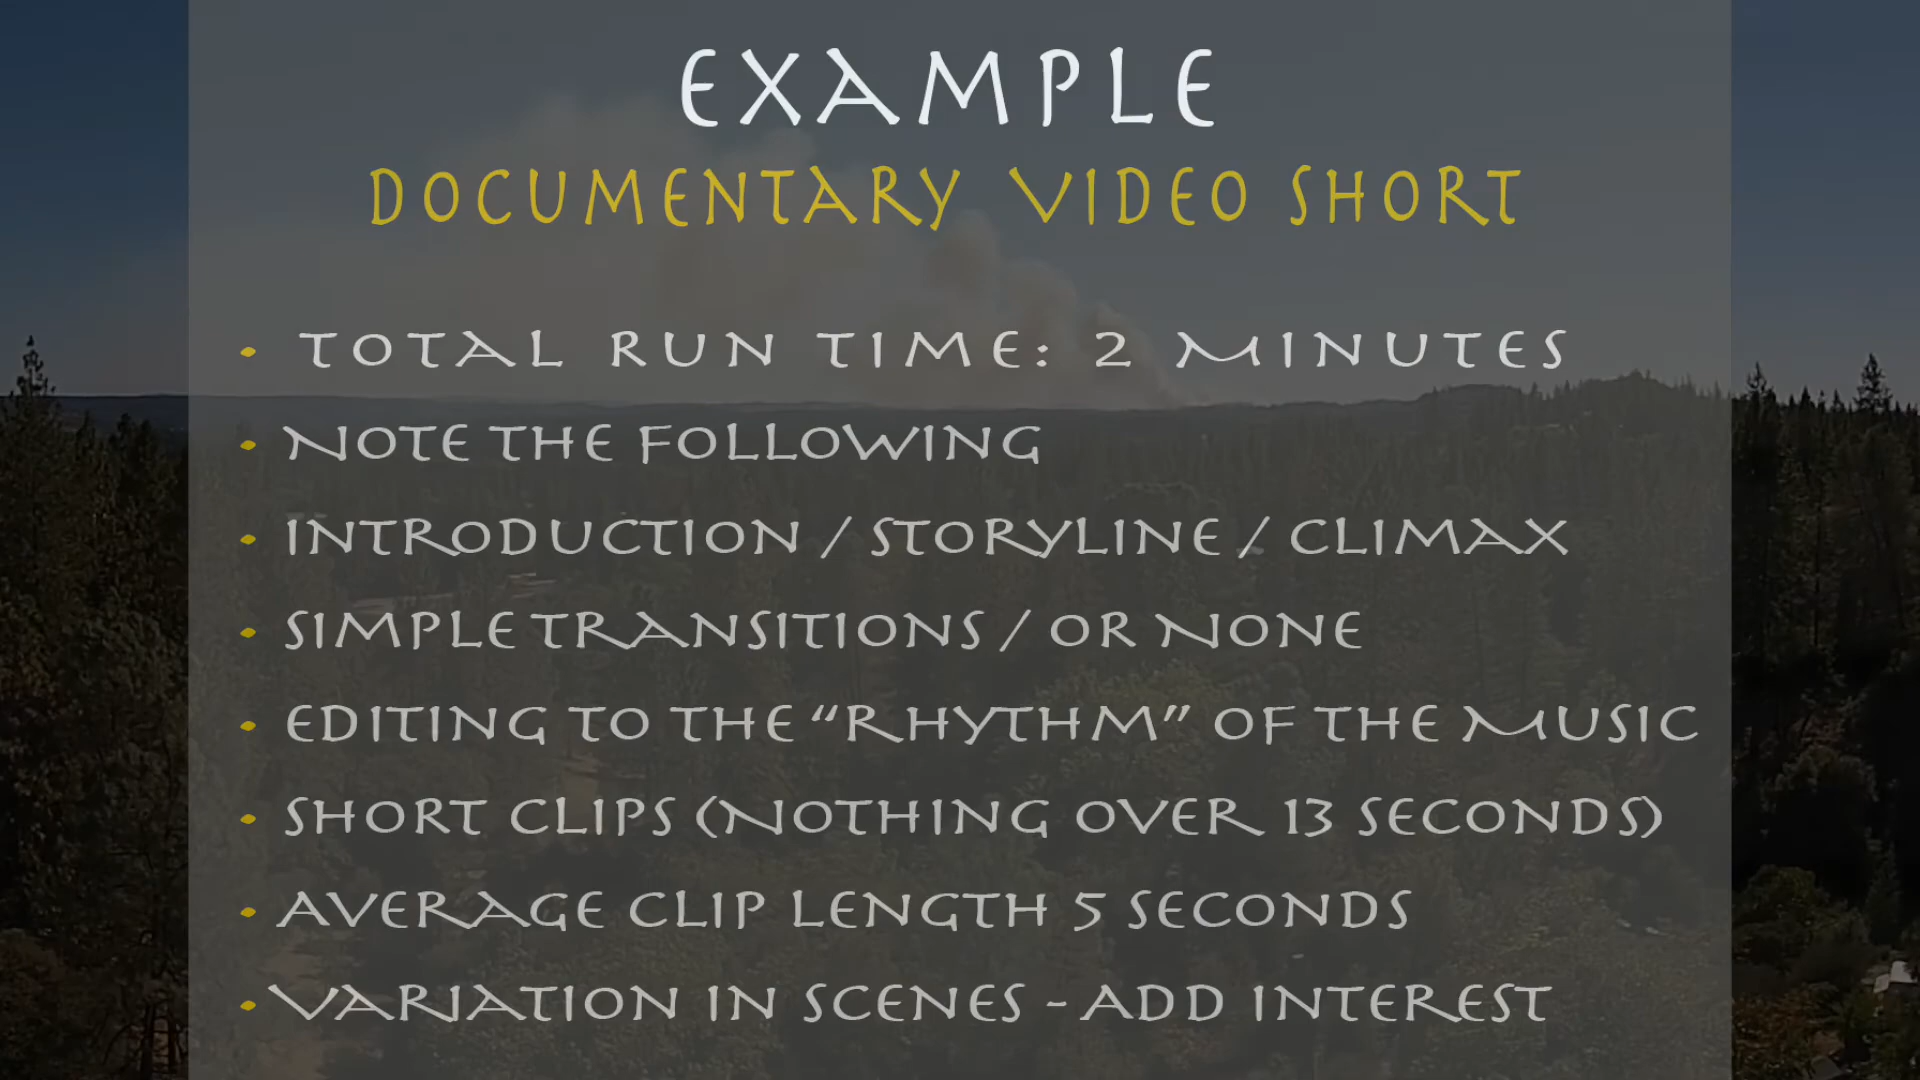 EXAMPLE
DOCUMENTARY VIDEO SHORT
• TOTAL RUN TIME: 2 MINUTES
• NOTE THE FOLLOWING
• INTRODUCTION / STORYLINE / CLIMAX
• SIMPLE TRANSITIONS / OR NONE
• EDITING TO THE “RHYTHM” OF THE MUSIC
• SHORT CLIPS (NOTHING OVER 13 SECONDS)
• AVERAGE CLIP LENGTH 5 SECONDS
• VARIATION IN SCENES - ADD INTEREST